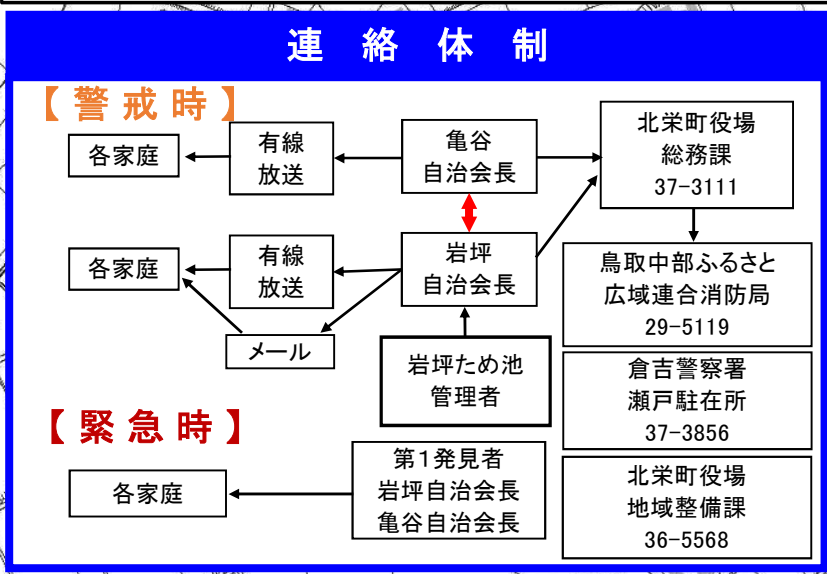 連絡体制
【警戒時】
各家庭
有線
放送
亀谷
自治会長
北栄町役場
総務課
37-3111
各家庭
有線
放送
岩坪
自治会長
メール
岩坪ため池
管理者
鳥取中部ふるさと
広域連合消防局
29-5119
倉吉警察署
瀬戸駐在所
37-3856
北栄町役場
地域整備課
36-5568
【緊急時】
各家庭
第1発見者
岩坪自治会長
亀谷自治会長